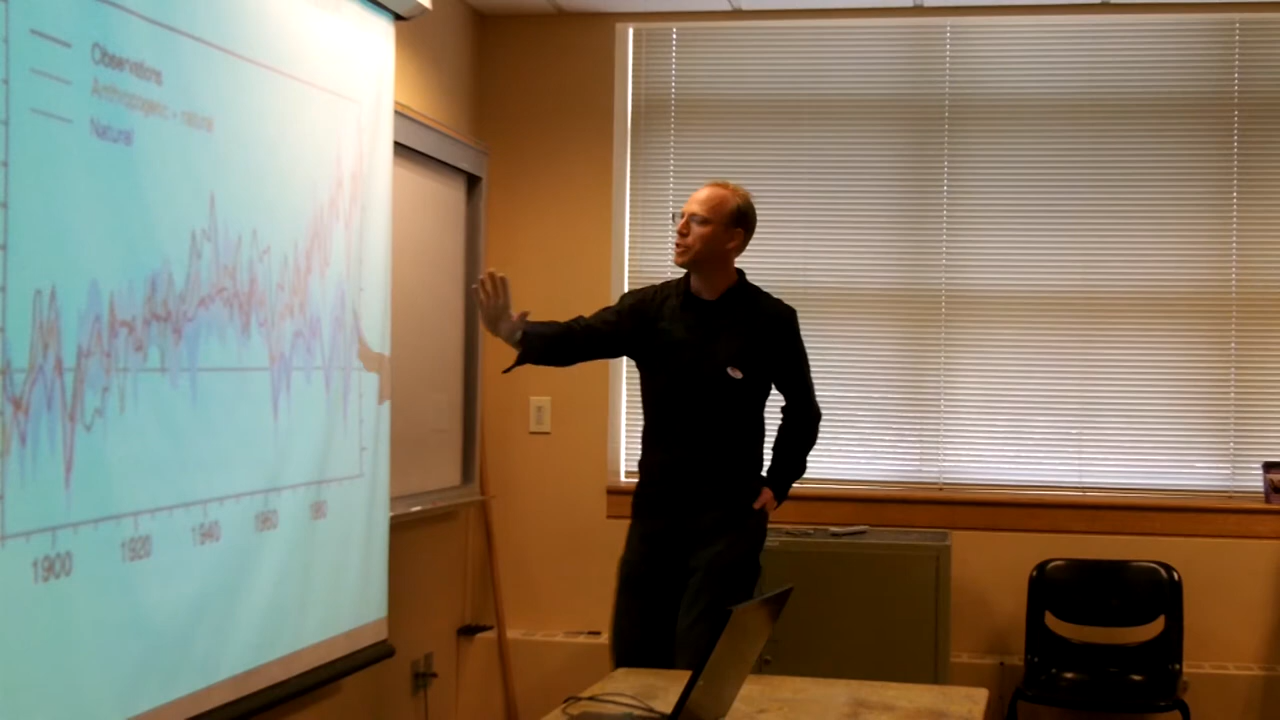 Observations
Anthropogenic + natural
Natural
1900 1920 1940 1960 1980